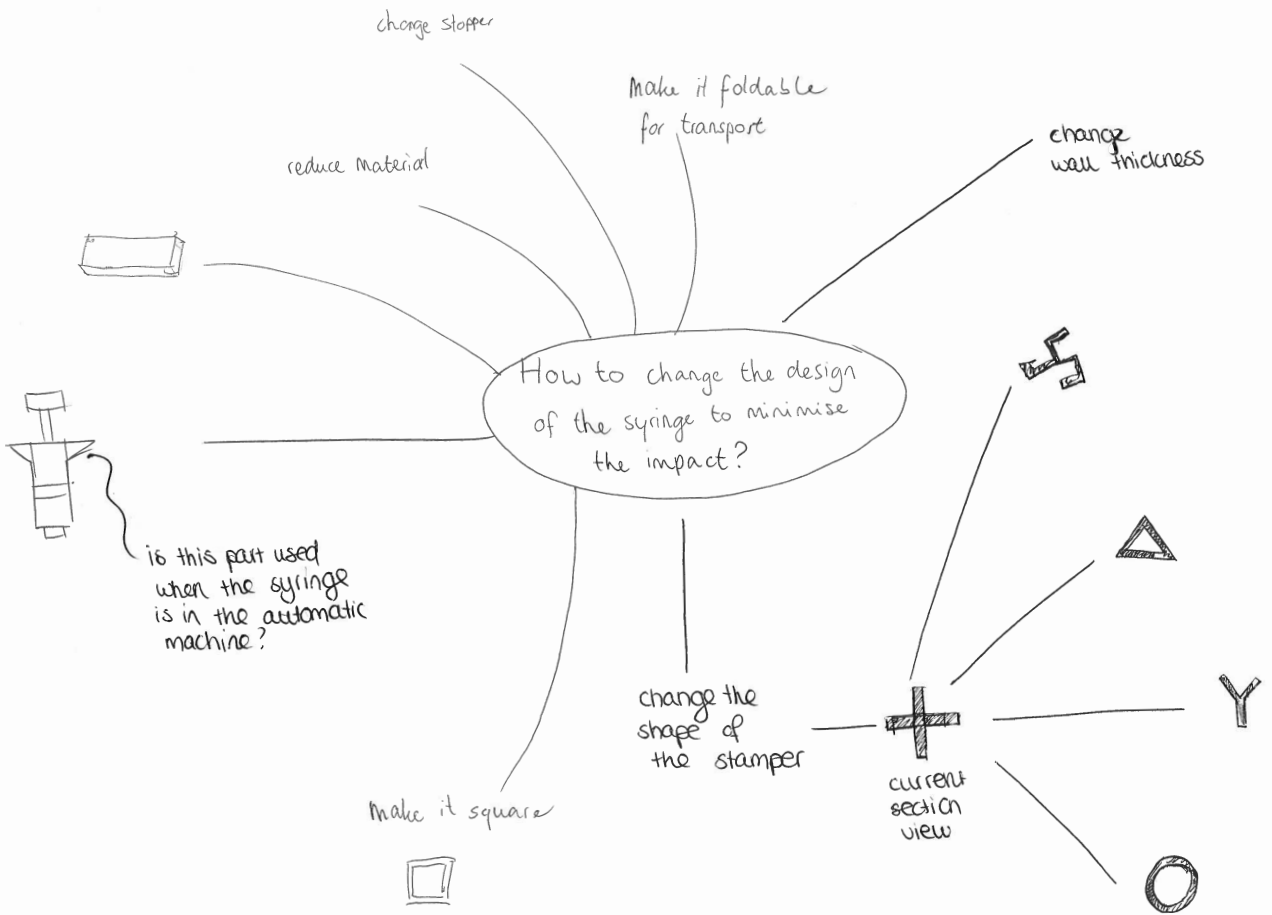 change stopper
Make it foldable
for transport
change
wall thickness
reduce material
How to change the design
of the syringe to minimise
the impact?
is this part used
when the syringe
is in the automatic
machine?
change the
shape of
the stamper
current
section
view
Make it square